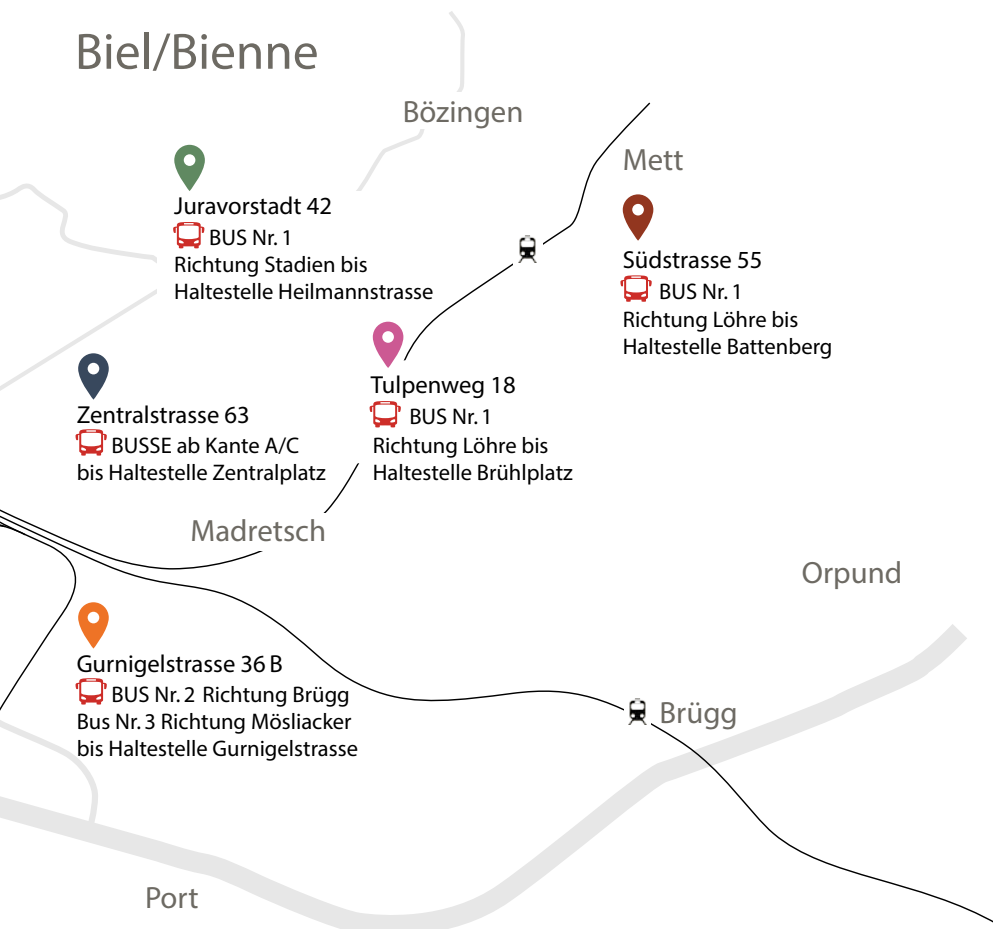 Biel/Bienne
Bözingen
Mett
Juravorstadt 42
BUS Nr. 1
Richtung Stadien bis
Haltestelle Heilmannstrasse
Südstrasse 55
BUS Nr. 1
Richtung Löhre bis
Haltestelle Battenberg
Zentralstrasse 63
BUSSE ab Kante A/C
bis Haltestelle Zentralplatz
Tulpenweg 18
BUS Nr. 1
Richtung Löhre bis
Haltestelle Brühlplatz
Madretsch
Orpund
Gurnigelstrasse 36 B
BUS Nr. 2 Richtung Brügg
Bus Nr. 3 Richtung Mösliacker
bis Haltestelle Gurnigelstrasse
Brügg
Port